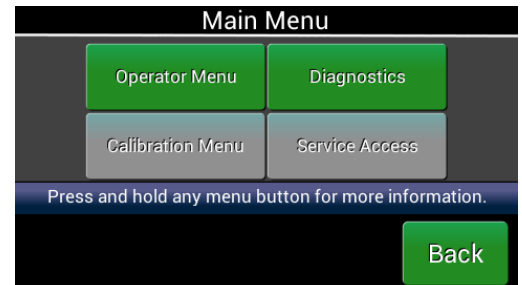 Main Menu
Operator Menu Diagnostics
Calibration Menu Service Access
Press and hold any menu button for more information.
Back